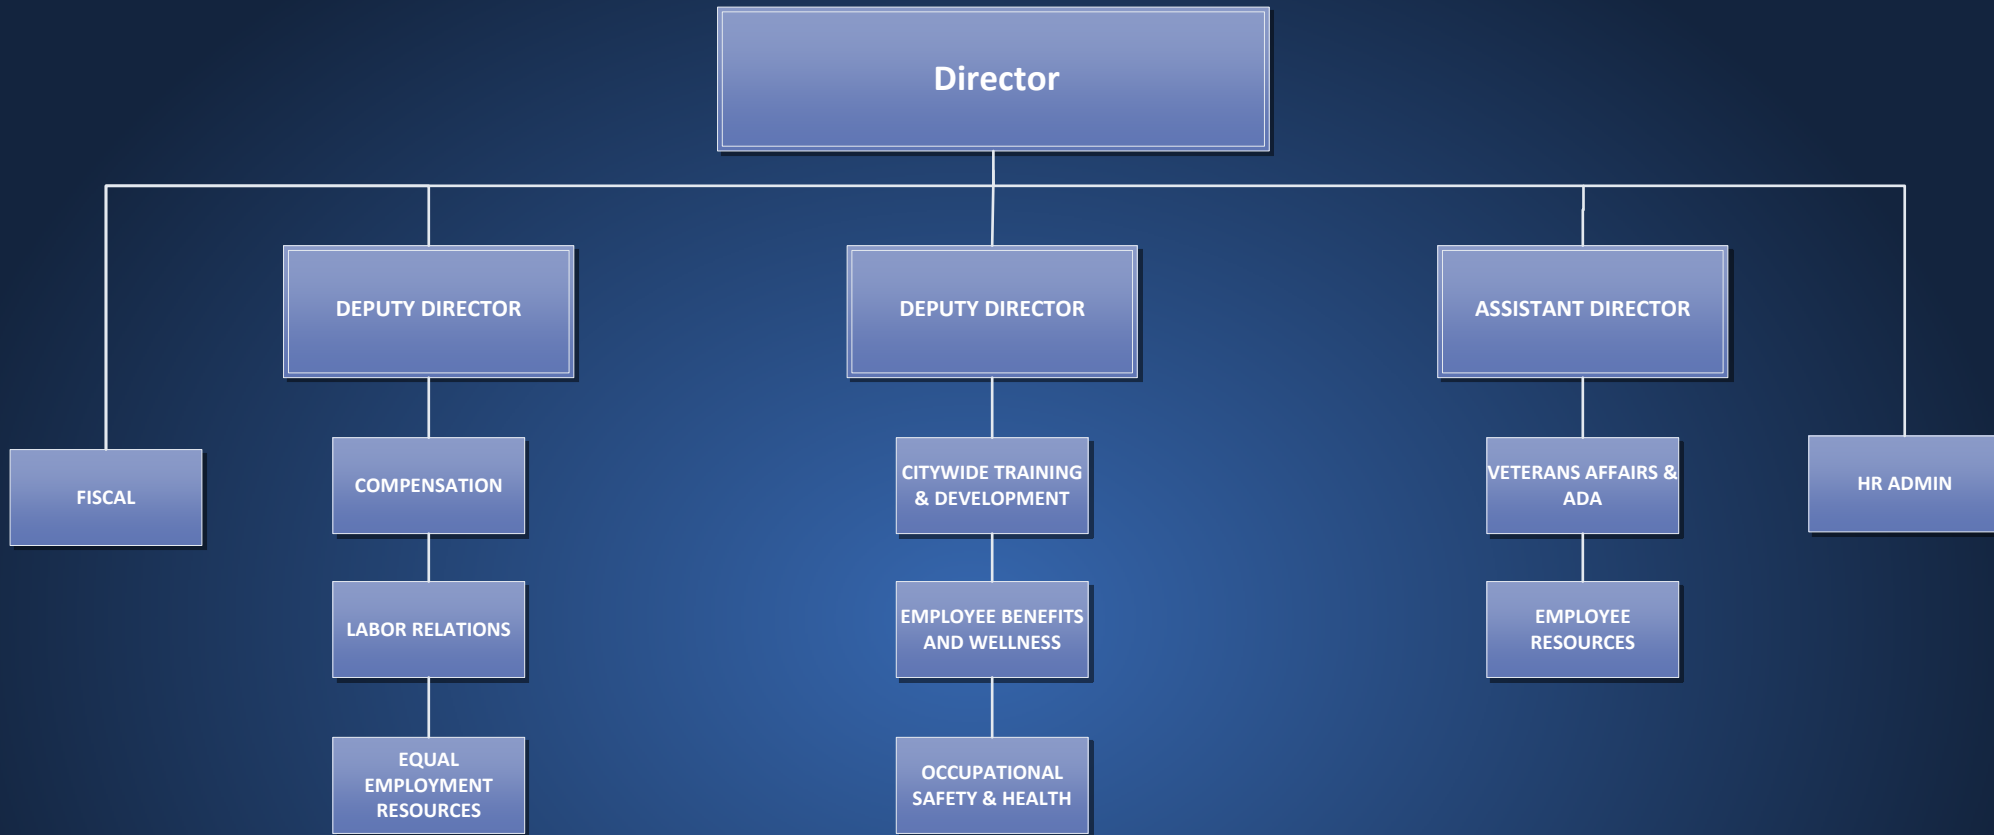 Director
DEPUTY DIRECTOR
DEPUTY DIRECTOR
ASSISTANT DIRECTOR
FISCAL
COMPENSATION
CITYWIDE TRAINING
& DEVELOPMENT
VETERANS AFFAIRS &
ADA
HR ADMIN
LABOR RELATIONS
EMPLOYEE BENEFITS
AND WELLNESS
EMPLOYEE
RESOURCES
EQUAL
EMPLOYMENT
RESOURCES
OCCUPATIONAL
SAFETY & HEALTH